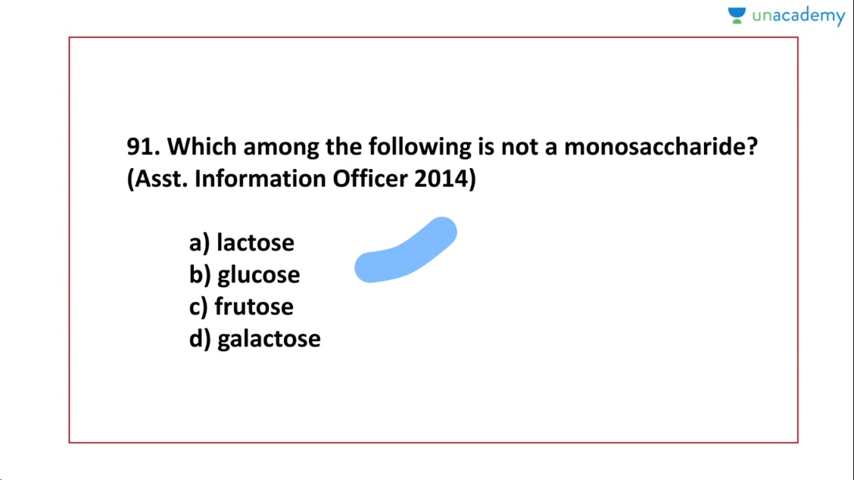 unacademy
91. Which among the following is not a monosaccharide?
(Asst. Information Officer 2014)
a) lactose
b) glucose
c) frutose
d) galactose